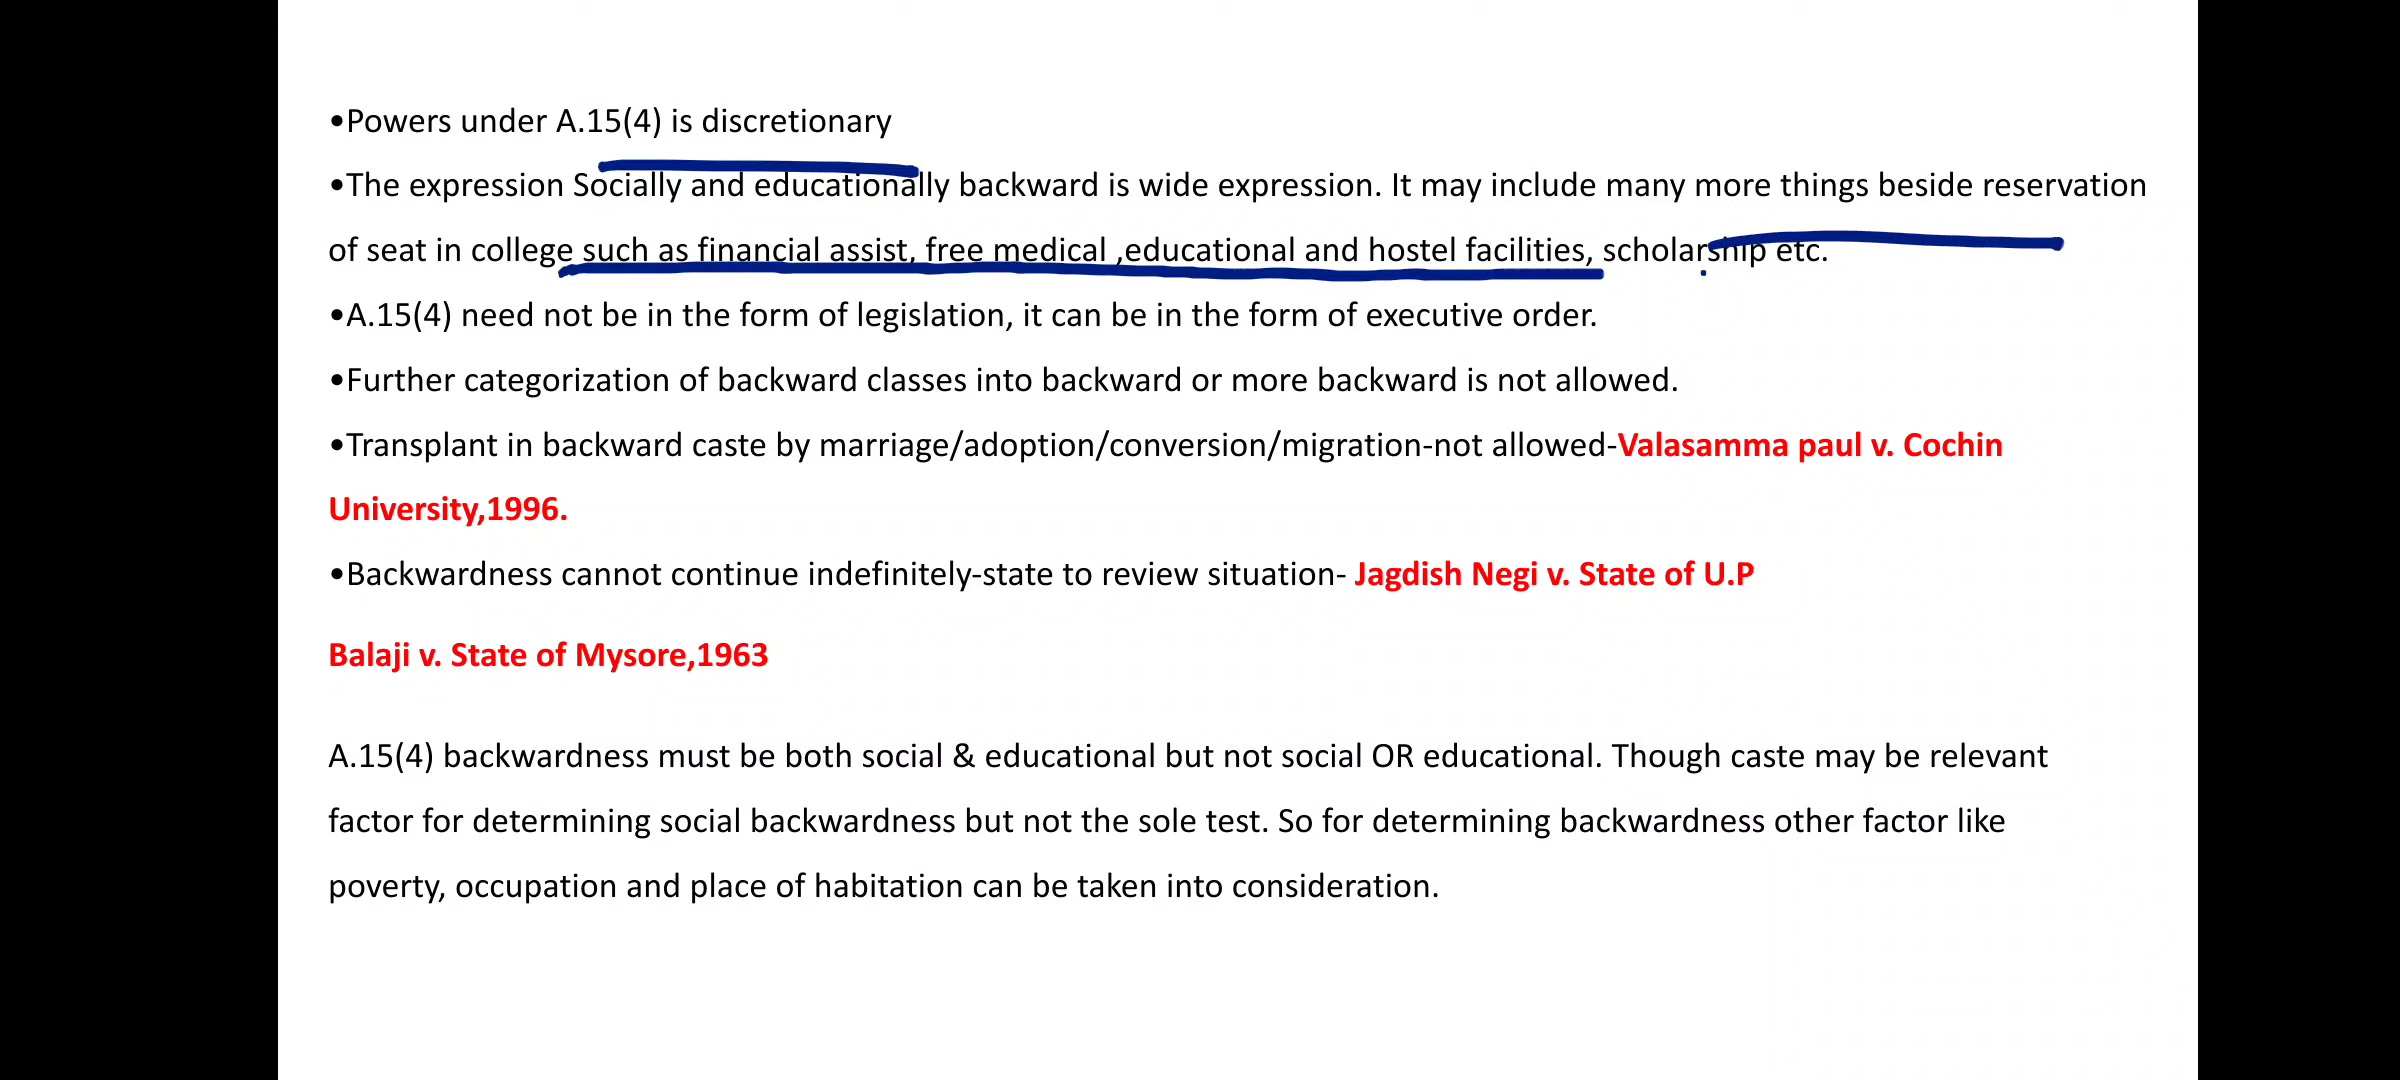 •Powers under A.15(4) is discretionary
•The expression Socially and educationally backward is wide expression. It may include many more things beside reservation
of seat in college such as financial assist, free medical ,educational and hostel facilities, scholarship etc.
•A.15(4) need not be in the form of legislation, it can be in the form of executive order.
•Further categorization of backward classes into backward or more backward is not allowed.
•Transplant in backward caste by marriage/adoption/conversion/migration-not allowed-Valasamma paul v. Cochin
University,1996.
•Backwardness cannot continue indefinitely-state to review situation- Jagdish Negi v. State of U.P
Balaji v. State of Mysore,1963
A.15(4) backwardness must be both social & educational but not social OR educational. Though caste may be relevant
factor for determining social backwardness but not the sole test. So for determining backwardness other factor like
poverty, occupation and place of habitation can be taken into consideration.